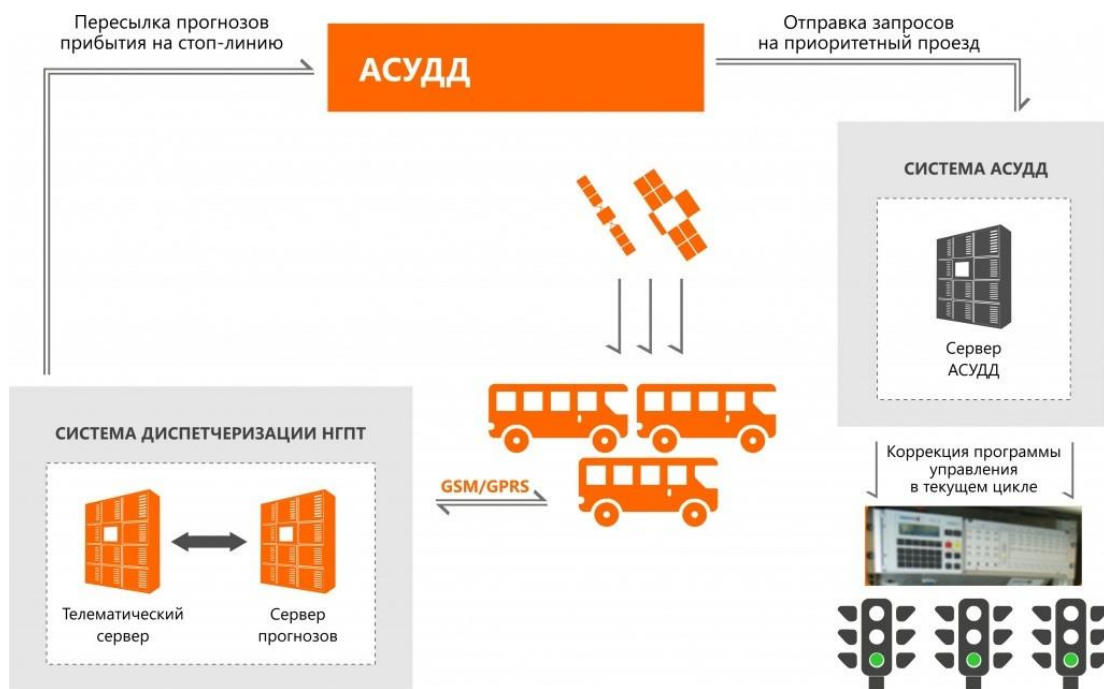 Пересылка прогнозов
прибытия на стоп-линию
АСУДД
Отправка запросов
на приоритетный проезд
СИСТЕМА АСУДД
Сервер
АСУДД
СИСТЕМА ДИСПЕТЧЕРИЗАЦИИ НГПТ
GSM/GPRS
Телематический
сервер
Сервер
прогнозов
Коррекция программы
управления
в текущем цикле